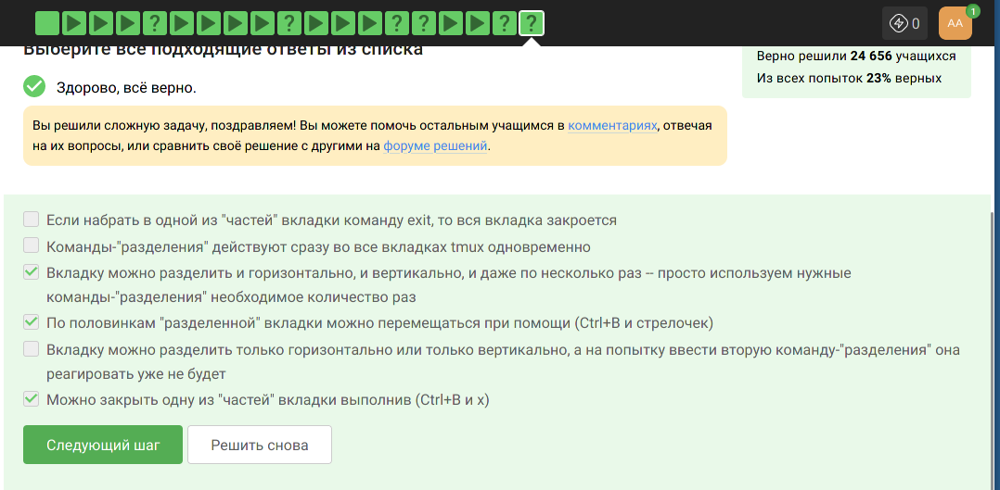 ? ? ? ? ? ?
0
AA
1
Выберите все подходящие ответы из списка
Верно решили 24 656 учащихся
Из всех попыток 23% верных
Здорово, всё верно.
Вы решили сложную задачу, поздравляем! Вы можете помочь остальным учащимся в комментариях, отвечая
на их вопросы, или сравнить своё решение с другими на форуме решений.
Если набрать в одной из "частей" вкладки команду exit, то вся вкладка закроется
Команды-"разделения" действуют сразу во все вкладках tmux одновременно
Вкладку можно разделить и горизонтально, и вертикально, и даже по несколько раз -- просто используем нужные
команды-"разделения" необходимое количество раз
По половинкам "разделенной" вкладки можно перемещаться при помощи (Ctrl+B и стрелочек)
Вкладку можно разделить только горизонтально или только вертикально, а на попытку ввести вторую команду-"разделения" она
реагировать уже не будет
Можно закрыть одну из "частей" вкладки выполнив (Ctrl+B и x)
Следующий шаг
Решить снова